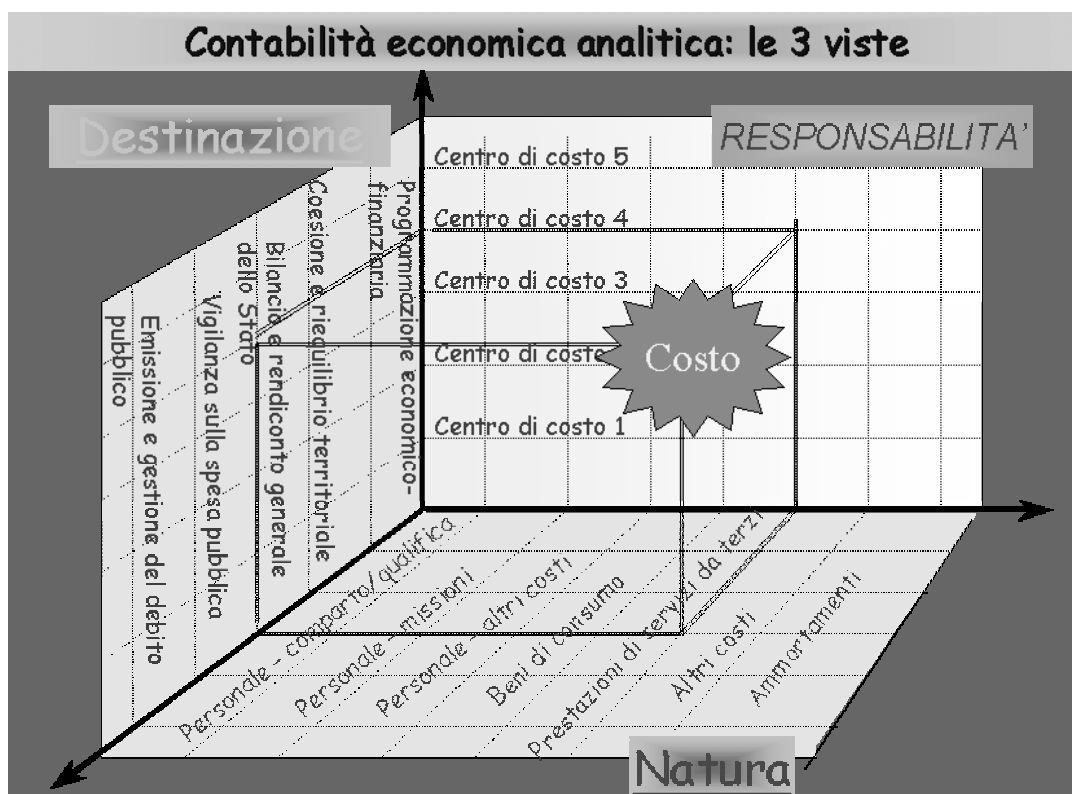 Contabilità economica analitica: le 3 viste
Destinazione
RESPONSABILITA'
Centro di costo 5
Centro di costo 4
Centro di costo 3
Centro di costo
Centro di costo 1
Costo
Programmazione economico-
finanziaria
Coesione e riequilibrio territoriale
Bilancio e rendiconto generale
dello Stato
Vigilanza sulla spesa pubblica
Emissione e gestione del debito
pubblico
Personale - comparto/qualifica
Personale - missioni
Personale - altri costi
Beni di consumo
Prestazioni di servizi da terzi
Altri costi
Ammortamenti
Natura